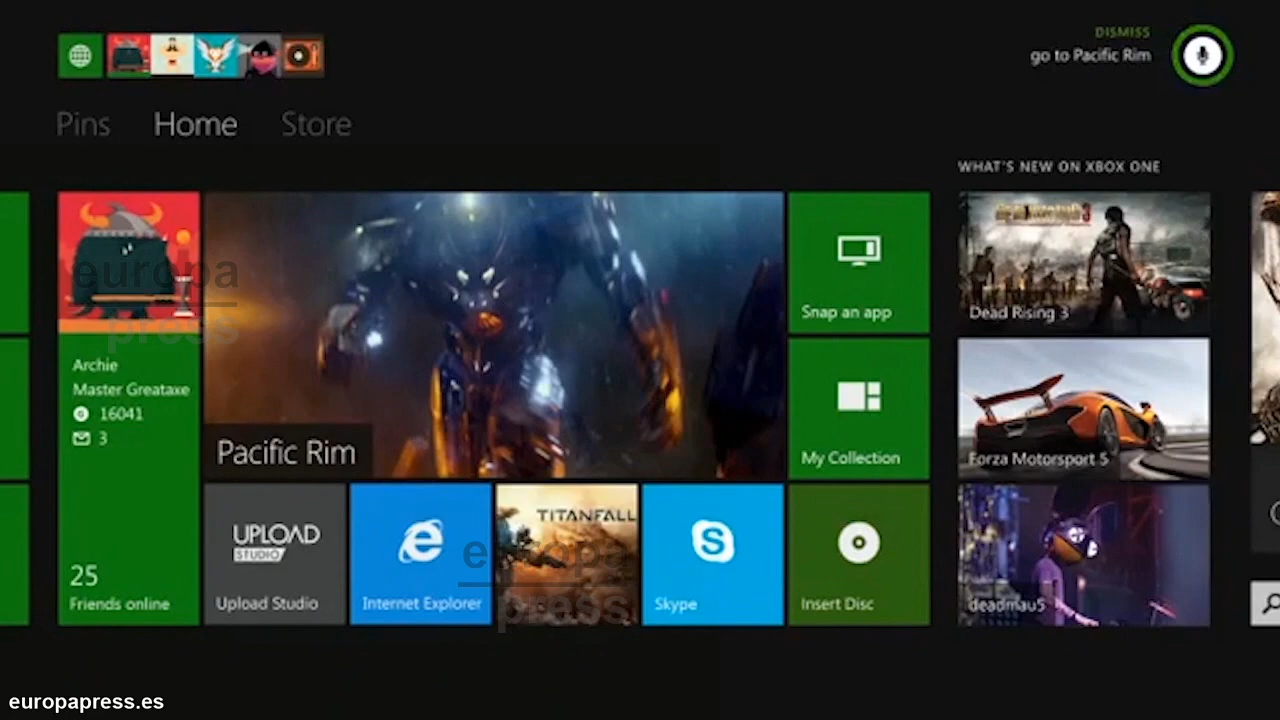 DISMISS
go to Pacific Rim
Pins Home Store
WHAT'S NEW ON XBOX ONE
Archie
Master Greataxe
16041
3
25
Friends online
Pacific Rim
Snap an app
My Collection
UPLOAD
STUDIO
Upload Studio
Internet Explorer
TITANFALL
Skype
Insert Disc
Dead Rising 3
Forza Motorsport 5
deadmau5
europa
press
europa
press
europapress.es